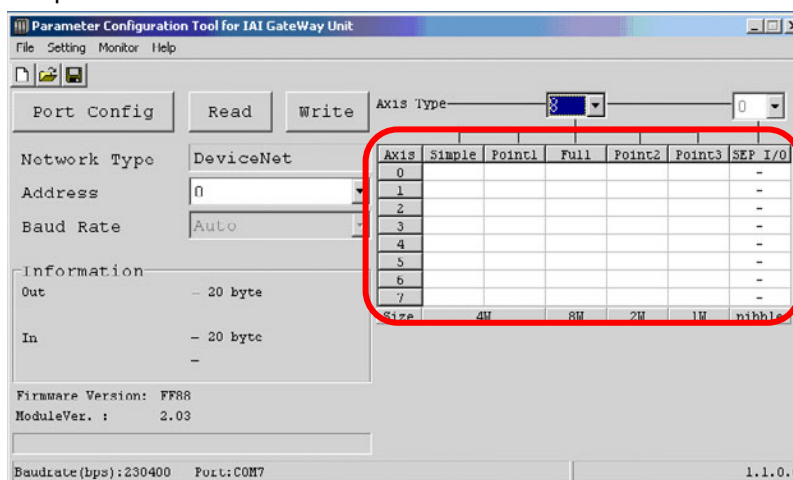 Parameter Configuration Tool for IAI GateWay Unit
File Setting Monitor Help
Port Config Read Write Axis Type 8 0
Network Type DeviceNet
Address 0
Baud Rate Auto
Axis Simple Point1 Full Point2 Point3 SEP I/O
0 -
1 -
2 -
3 -
4 -
5 -
6 -
7 -
Size 4W 8W 2W 1W nibble
Information
Out - 20 byte
In - 20 byte
-
Firmware Version: FF88
ModuleVer. : 2.03
Baudrate(bps):230400 Port:COM7 1.1.0.